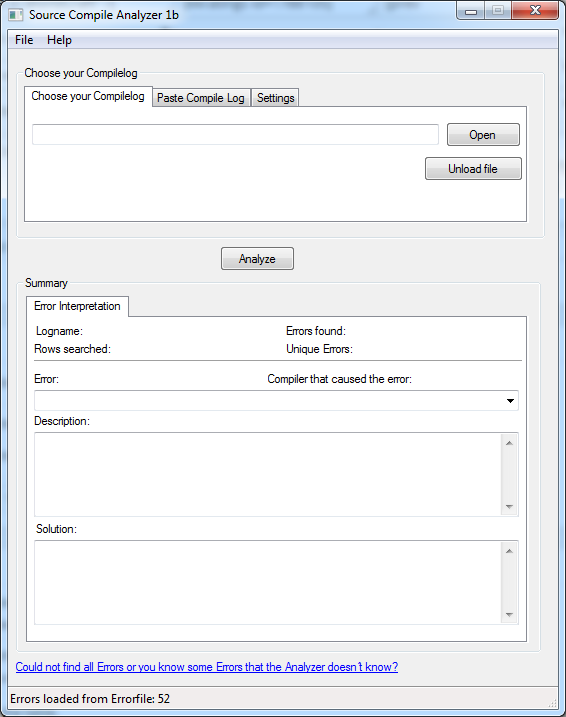 Source Compile Analyzer 1b
File Help
Choose your Compilelog
Choose your Compilelog Paste Compile Log Settings
Open
Unload file
Analyze
Summary
Error Interpretation
Logname: Errors found:
Rows searched: Unique Errors:
Error: Compiler that caused the error:
Description:
Solution:
Could not find all Errors or you know some Errors that the Analyzer doesn't know?
Errors loaded from Errorfile: 52